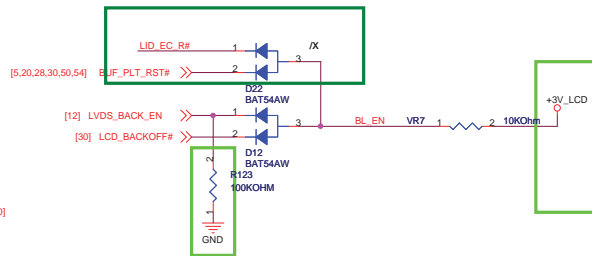 LID_EC_R# 1 3 /X
[5,20,28,30,50,54] BUF_PLT_RST# 2
D22
BAT54AW
+3V_LCD
[12] LVDS_BACK_EN 1 3 BL_EN VR7 1 2 10KOhm
[30] LCD_BACKOFF# 2
D12
BAT54AW
2
R123
100KOHM
1
GND
0]